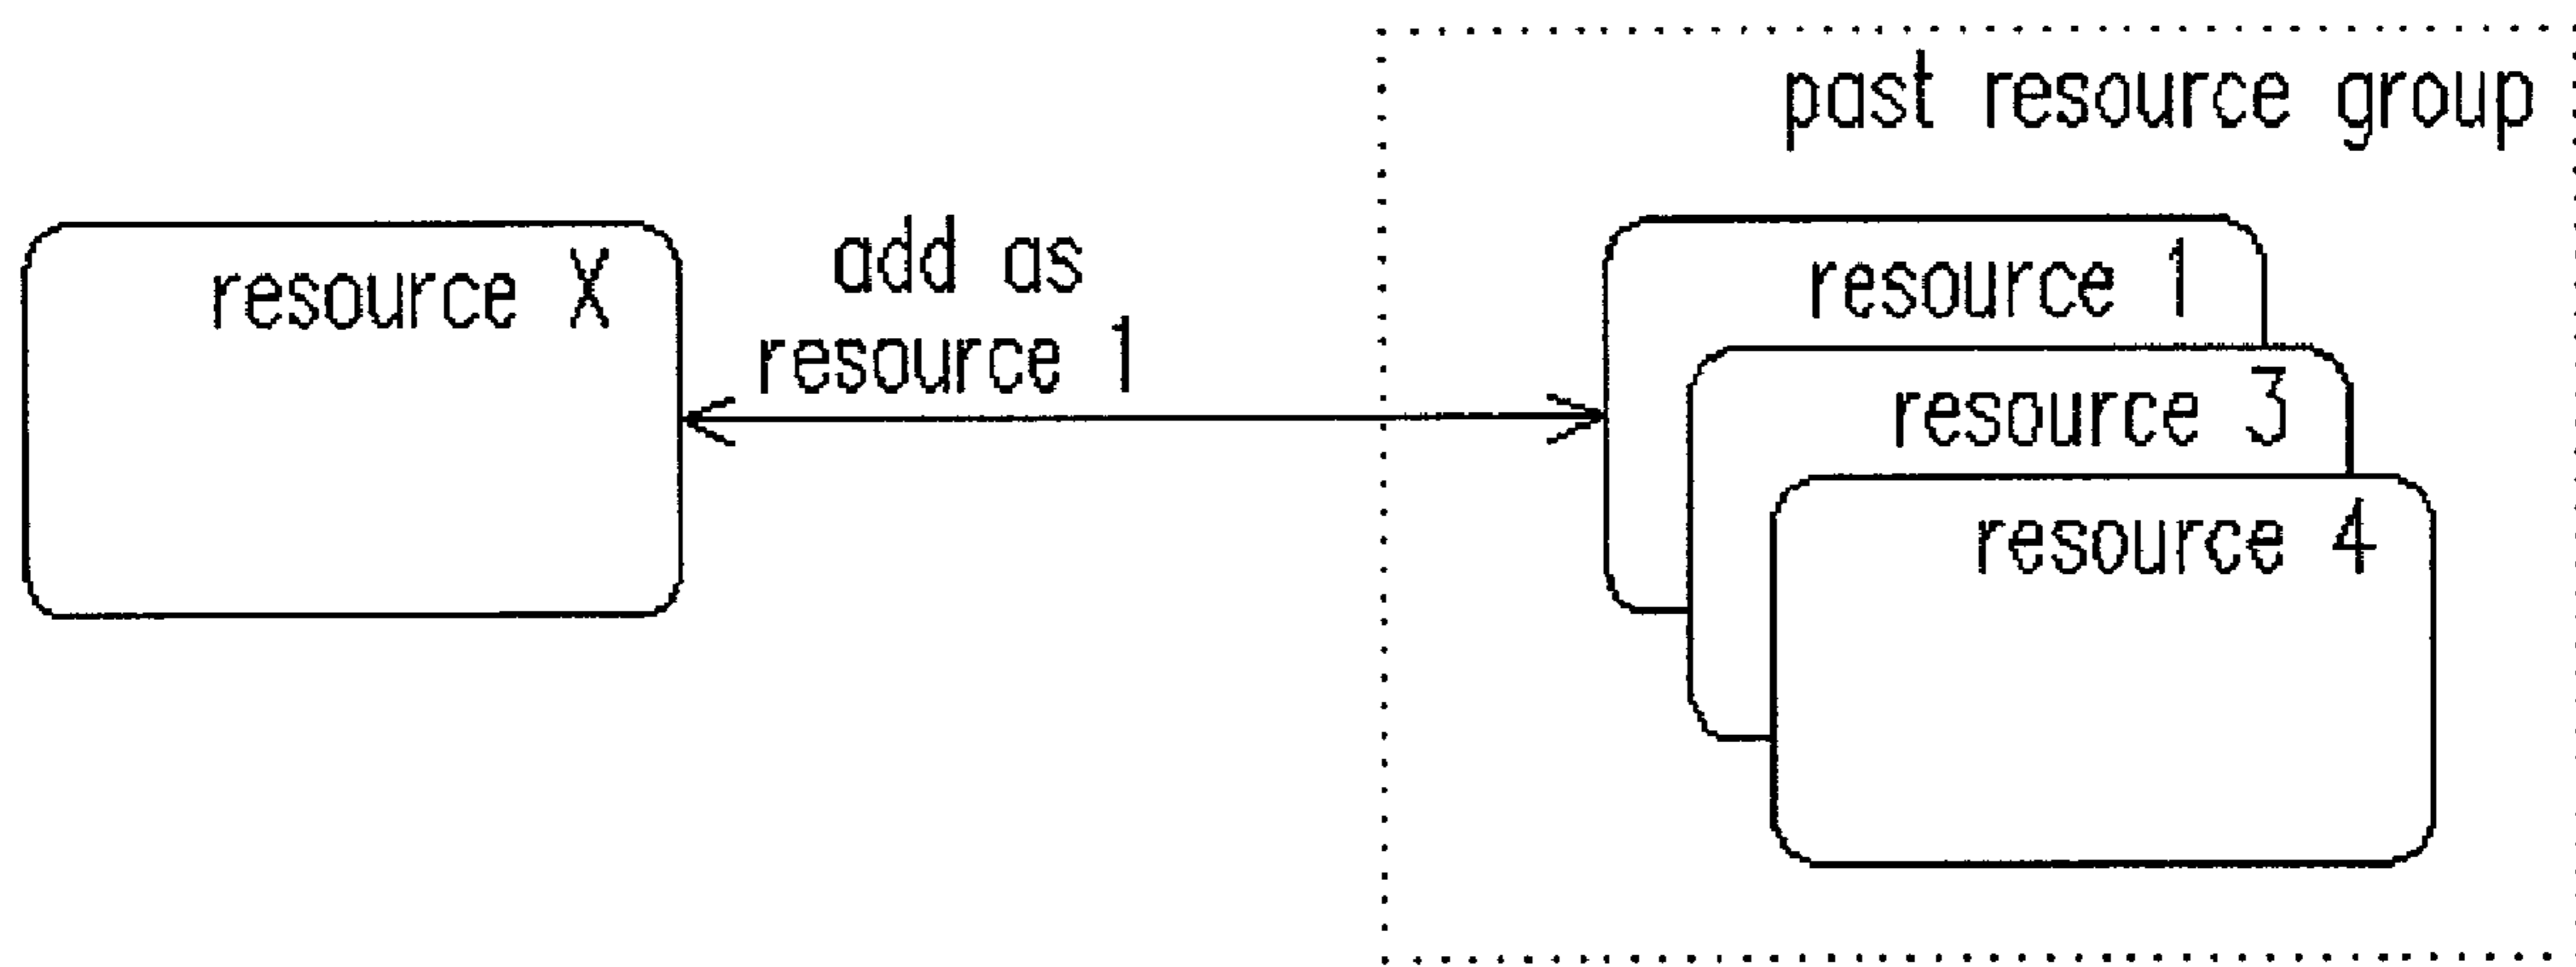 past resource group
resource X
add as
resource 1
resource 1
resource 3
resource 4